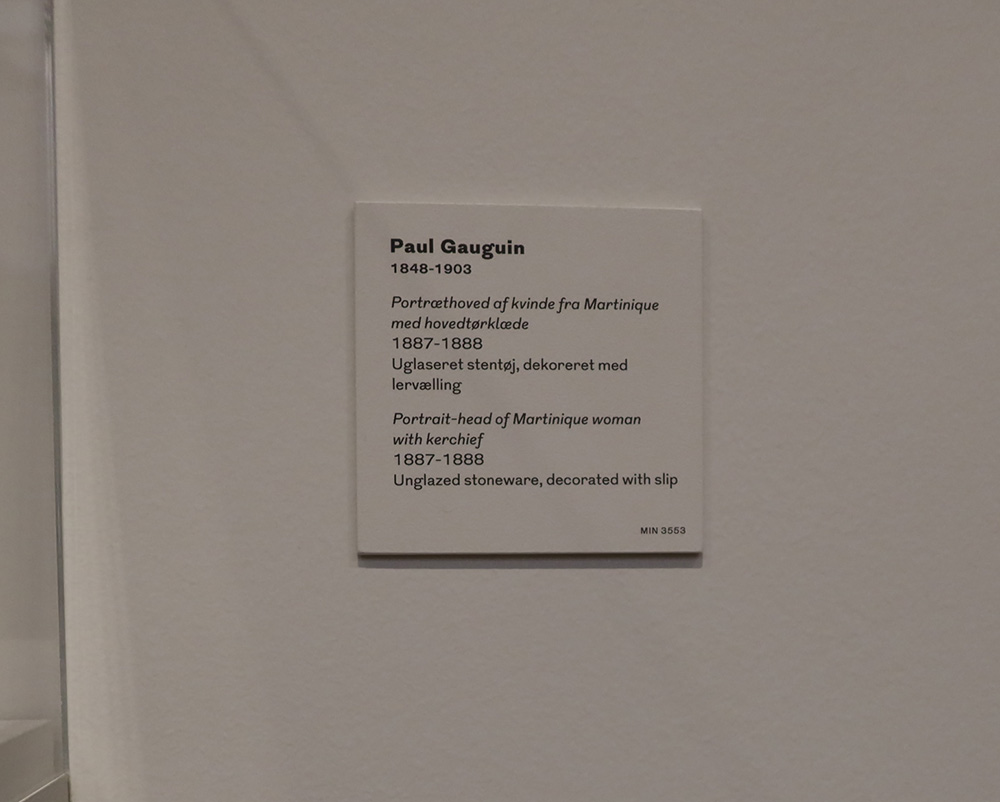 Paul Gauguin
1848-1903
Portræthoved af kvinde fra Martinique
med hovedtørklæde
1887-1888
Uglaseret stentøj, dekoreret med
lervælling
Portrait-head of Martinique woman
with kerchief
1887-1888
Unglazed stoneware, decorated with slip
MIN 3553